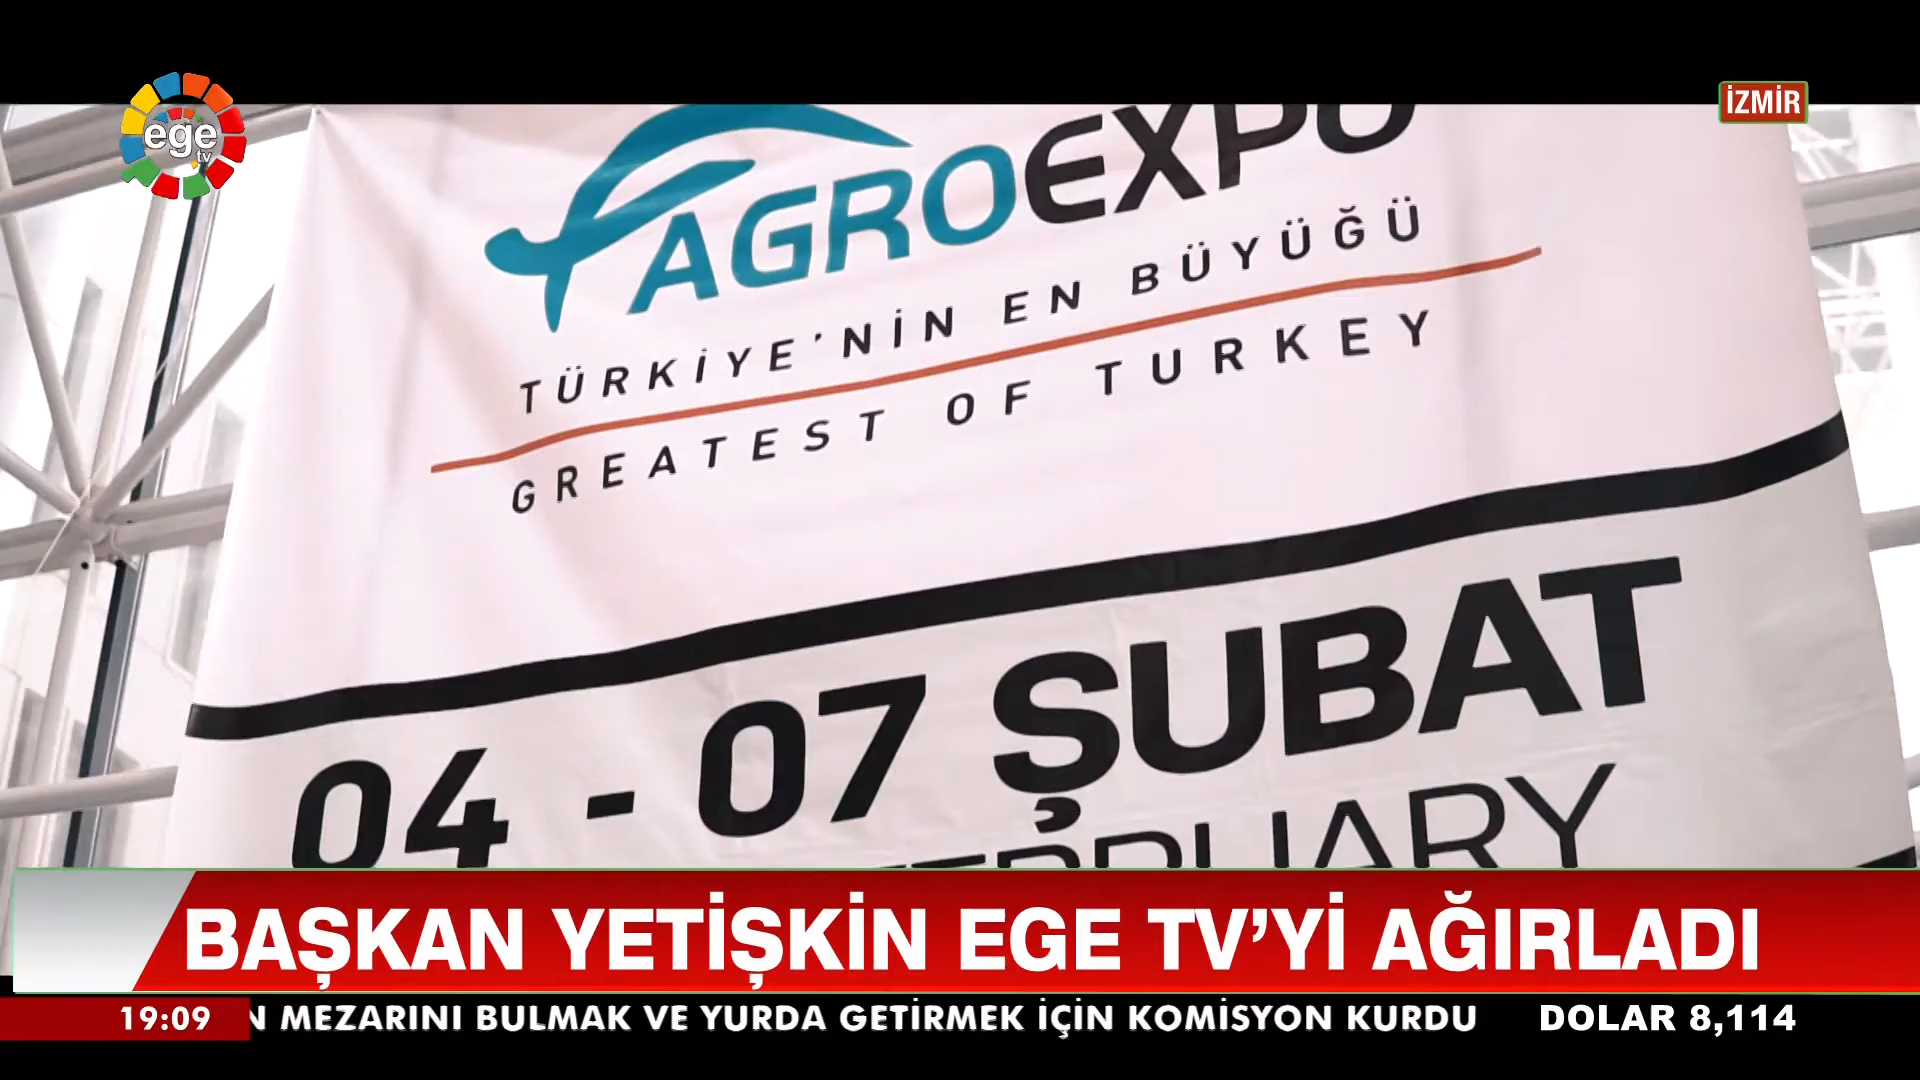 ege
tv
İZMİR
AGROEXPO
TÜRKİYE'NİN EN BÜYÜĞÜ
GREATEST OF TURKEY
04 - 07 ŞUBAT
FEBRUARY
BAŞKAN YETİŞKİN EGE TV'Yİ AĞIRLADI
19:09
N MEZARINI BULMAK VE YURDA GETİRMEK İÇİN KOMİSYON KURDU DOLAR 8,114